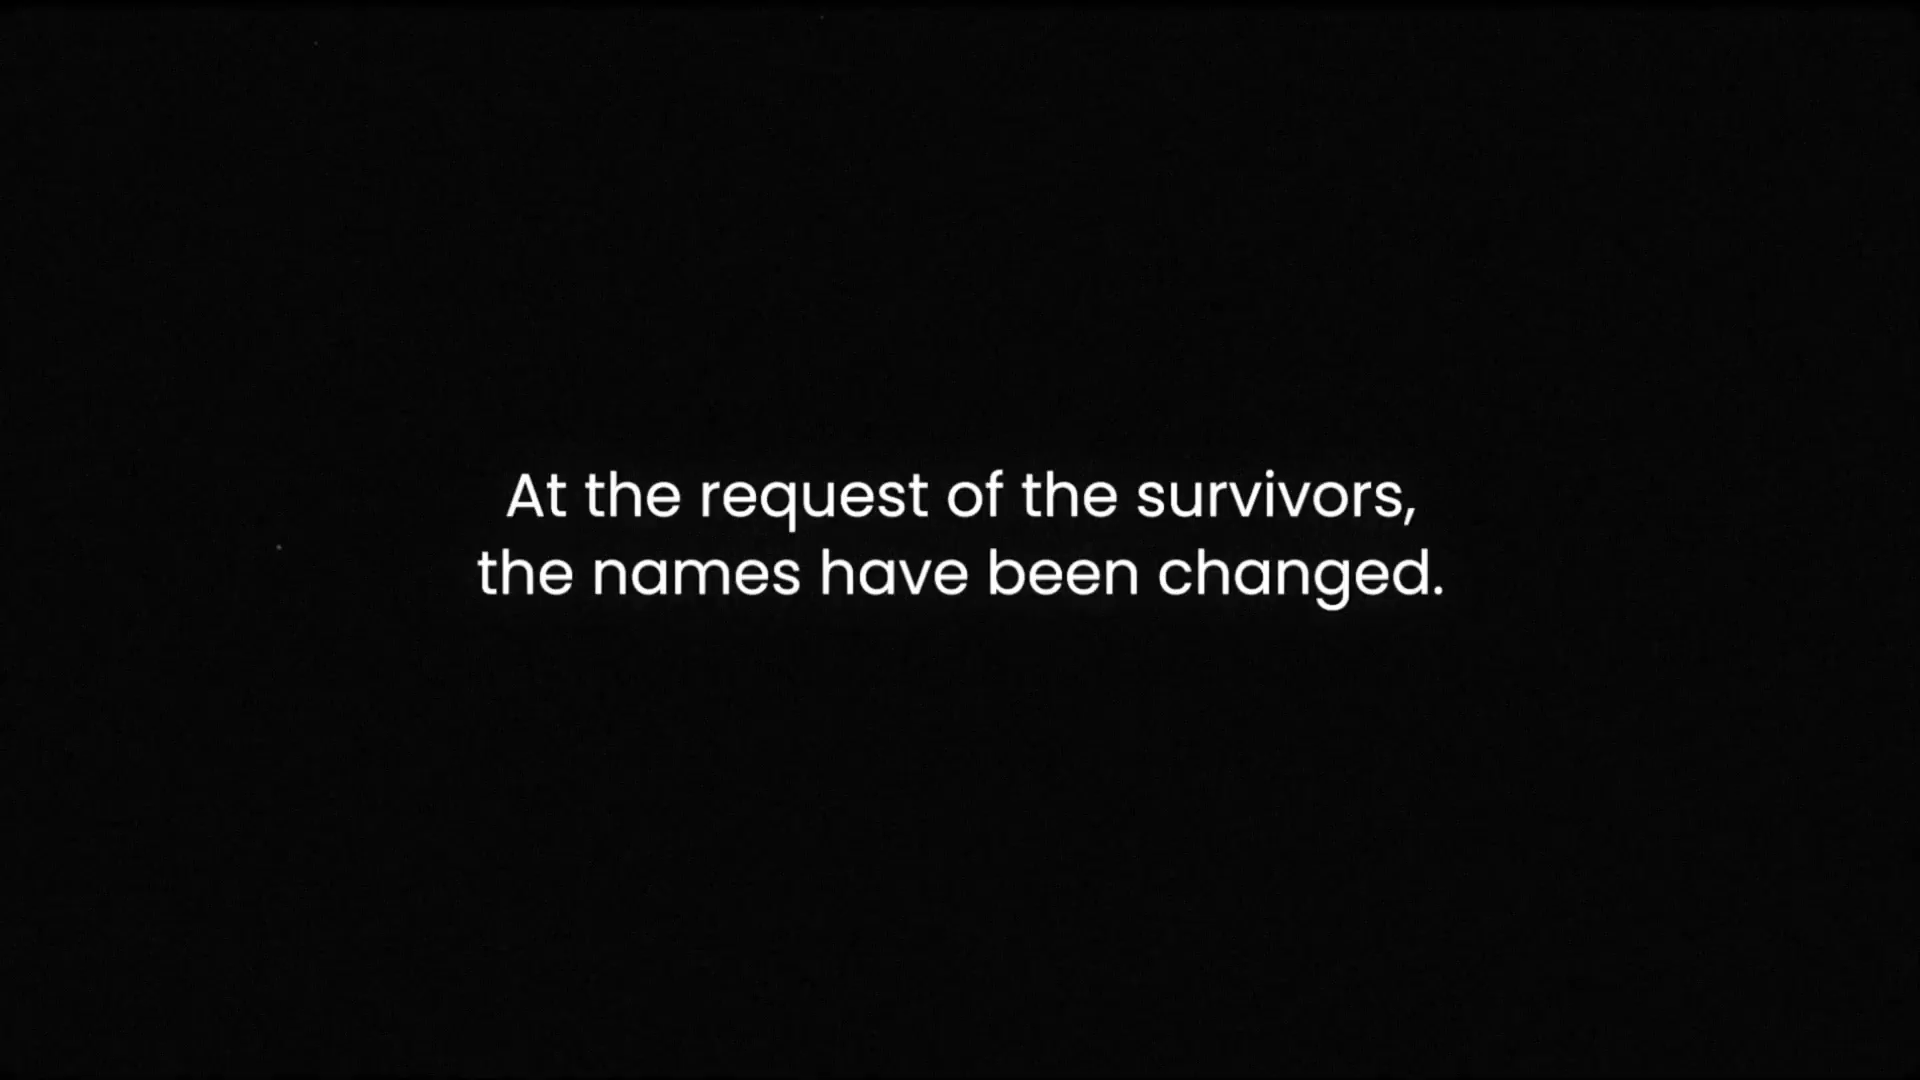 At the request of the survivors,
the names have been changed.